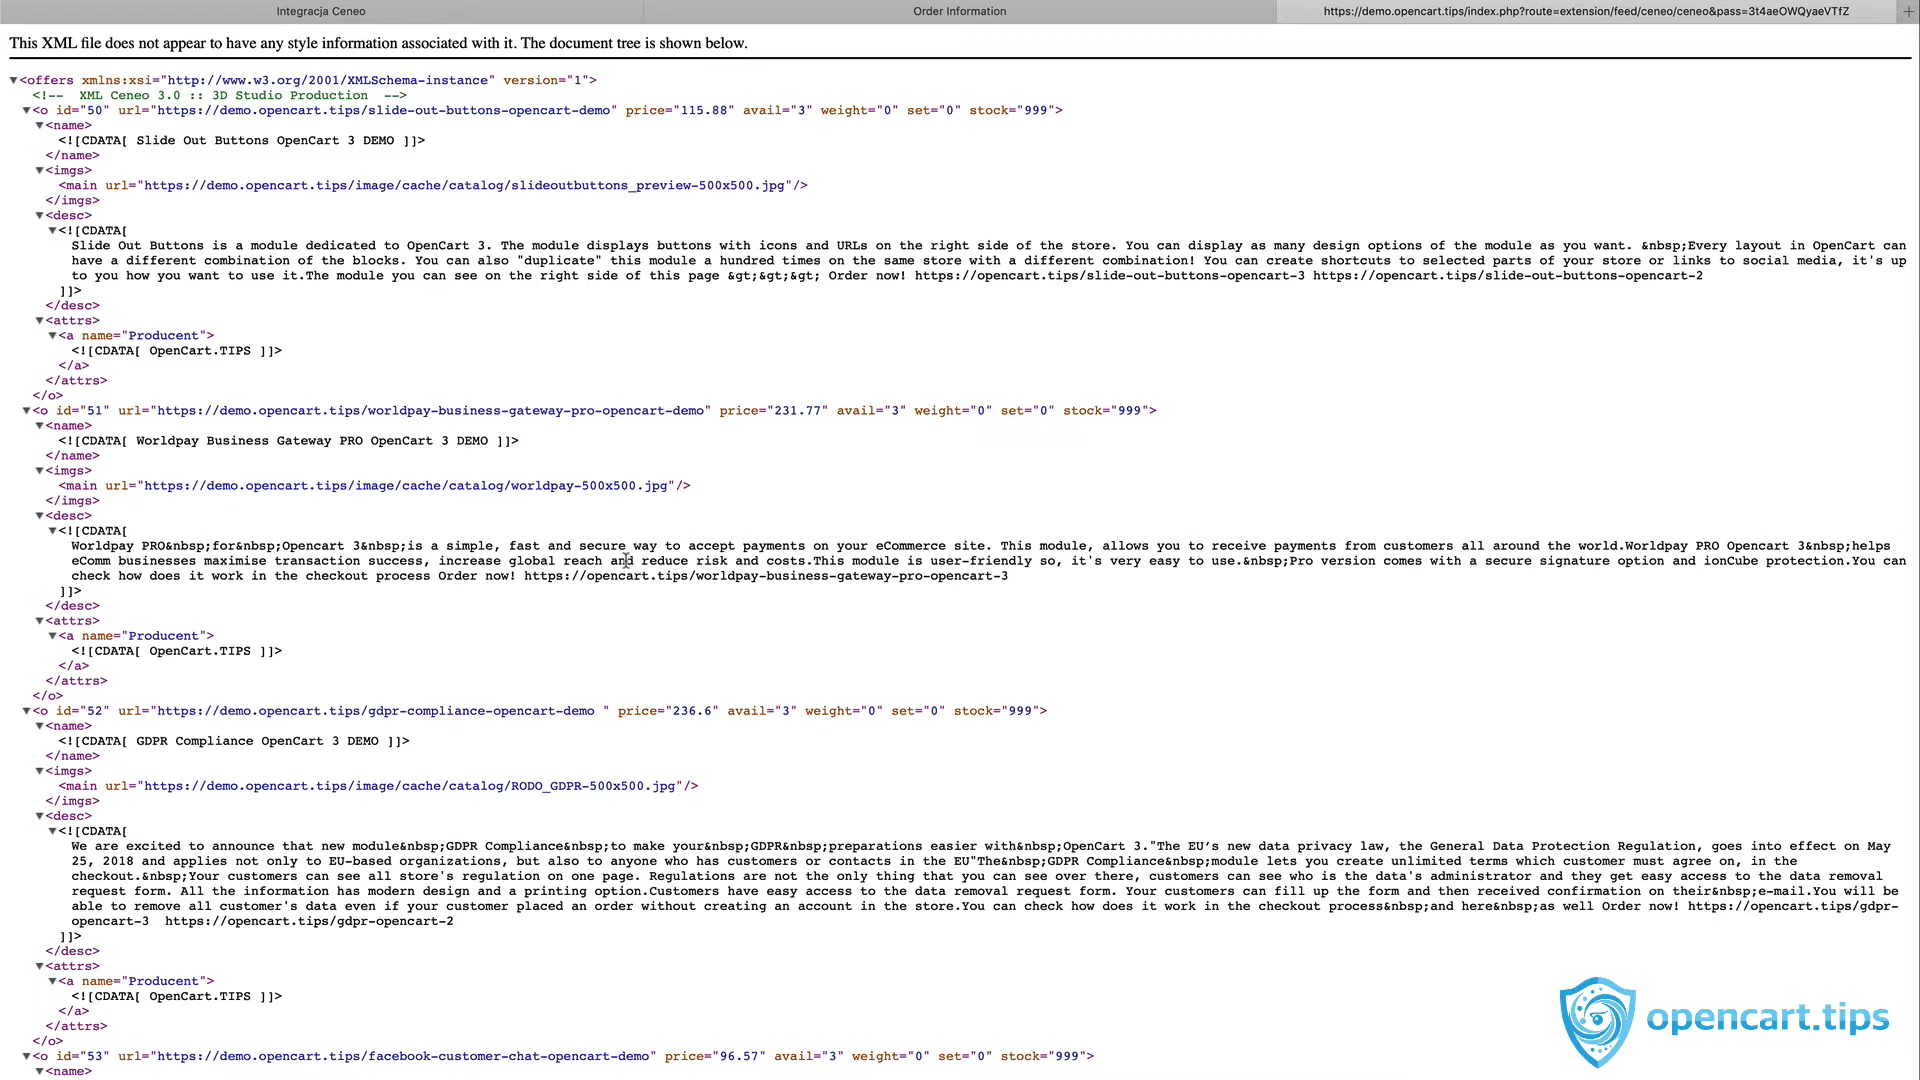 Integracja Ceneo
Order Information
https://demo.opencart.tips/index.php?route=extension/feed/ceneo/ceneo&pass=3t4aeOWQyaeVTfZ
This XML file does not appear to have any style information associated with it. The document tree is shown below.
▼<offers xmlns:xsi="http://www.w3.org/2001/XMLSchema-instance" version="1">
<!-- XML Ceneo 3.0 :: 3D Studio Production -->
▼<o id="50" url="https://demo.opencart.tips/slide-out-buttons-opencart-demo" price="115.88" avail="3" weight="0" set="0" stock="999">
▼<name>
<![CDATA[ Slide Out Buttons OpenCart 3 DEMO ]]>
</name>
▼<imgs>
<main url="https://demo.opencart.tips/image/cache/catalog/slideoutbuttons_preview-500x500.jpg"/>
</imgs>
▼<desc>
▼<![CDATA[
Slide Out Buttons is a module dedicated to OpenCart 3. The module displays buttons with icons and URLs on the right side of the store. You can display as many design options of the module as you want. &nbsp;Every layout in OpenCart can
have a different combination of the blocks. You can also "duplicate" this module a hundred times on the same store with a different combination! You can create shortcuts to selected parts of your store or links to social media, it's up
to you how you want to use it.The module you can see on the right side of this page &gt;&gt;&gt; Order now! https://opencart.tips/slide-out-buttons-opencart-3 https://opencart.tips/slide-out-buttons-opencart-2
]]>
</desc>
▼<attrs>
▼<a name="Producent">
<![CDATA[ OpenCart.TIPS ]]>
</a>
</attrs>
</o>
▼<o id="51" url="https://demo.opencart.tips/worldpay-business-gateway-pro-opencart-demo" price="231.77" avail="3" weight="0" set="0" stock="999">
▼<name>
<![CDATA[ Worldpay Business Gateway PRO OpenCart 3 DEMO ]]>
</name>
▼<imgs>
<main url="https://demo.opencart.tips/image/cache/catalog/worldpay-500x500.jpg"/>
</imgs>
▼<desc>
▼<![CDATA[
Worldpay PRO&nbsp;for&nbsp;Opencart 3&nbsp;is a simple, fast and secure way to accept payments on your eCommerce site. This module, allows you to receive payments from customers all around the world.Worldpay PRO Opencart 3&nbsp;helps
eComm businesses maximise transaction success, increase global reach and reduce risk and costs.This module is user-friendly so, it's very easy to use.&nbsp;Pro version comes with a secure signature option and ionCube protection.You can
check how does it work in the checkout process Order now! https://opencart.tips/worldpay-business-gateway-pro-opencart-3
]]>
</desc>
▼<attrs>
▼<a name="Producent">
<![CDATA[ OpenCart.TIPS ]]>
</a>
</attrs>
</o>
▼<o id="52" url="https://demo.opencart.tips/gdpr-compliance-opencart-demo " price="236.6" avail="3" weight="0" set="0" stock="999">
▼<name>
<![CDATA[ GDPR Compliance OpenCart 3 DEMO ]]>
</name>
▼<imgs>
<main url="https://demo.opencart.tips/image/cache/catalog/RODO_GDPR-500x500.jpg"/>
</imgs>
▼<desc>
▼<![CDATA[
We are excited to announce that new module&nbsp;GDPR Compliance&nbsp;to make your&nbsp;GDPR&nbsp;preparations easier with&nbsp;OpenCart 3."The EU’s new data privacy law, the General Data Protection Regulation, goes into effect on May
25, 2018 and applies not only to EU-based organizations, but also to anyone who has customers or contacts in the EU"The&nbsp;GDPR Compliance&nbsp;module lets you create unlimited terms which customer must agree on, in the
checkout.&nbsp;Your customers can see all store's regulation on one page. Regulations are not the only thing that you can see over there, customers can see who is the data's administrator and they get easy access to the data removal
request form. All the information has modern design and a printing option.Customers have easy access to the data removal request form. Your customers can fill up the form and then received confirmation on their&nbsp;e-mail.You will be
able to remove all customer's data even if your customer placed an order without creating an account in the store.You can check how does it work in the checkout process&nbsp;and here&nbsp;as well Order now! https://opencart.tips/gdpr-
opencart-3 https://opencart.tips/gdpr-opencart-2
]]>
</desc>
▼<attrs>
▼<a name="Producent">
<![CDATA[ OpenCart.TIPS ]]>
</a>
</attrs>
</o>
▼<o id="53" url="https://demo.opencart.tips/facebook-customer-chat-opencart-demo" price="96.57" avail="3" weight="0" set="0" stock="999">
▼<name>
opencart.tips